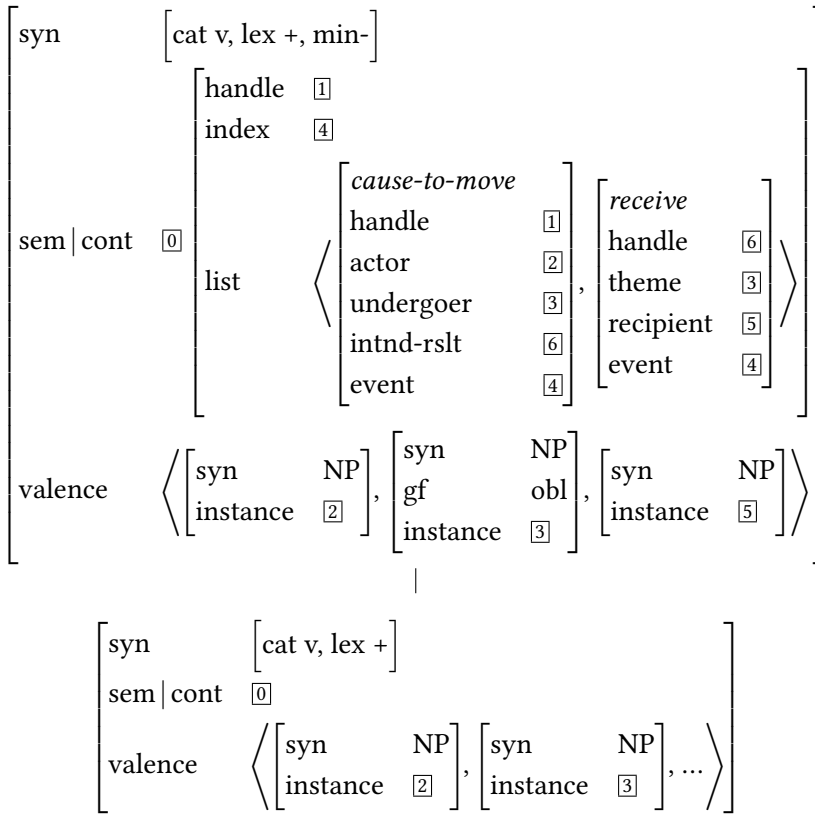 syn [cat v, lex +, min-]
handle 1
index 4
sem|cont 0
list
⟨
cause-to-move
handle 1
actor 2
undergoer 3
intnd-rslt 6
event 4
,
receive
handle 6
theme 3
recipient 5
event 4
⟩
valence
⟨
syn NP
instance 2
,
syn NP
gf obl
instance 3
,
syn NP
instance 5
⟩
|
syn [cat v, lex +]
sem|cont 0
valence
⟨
syn NP
instance 2
,
syn NP
instance 3
, ...
⟩